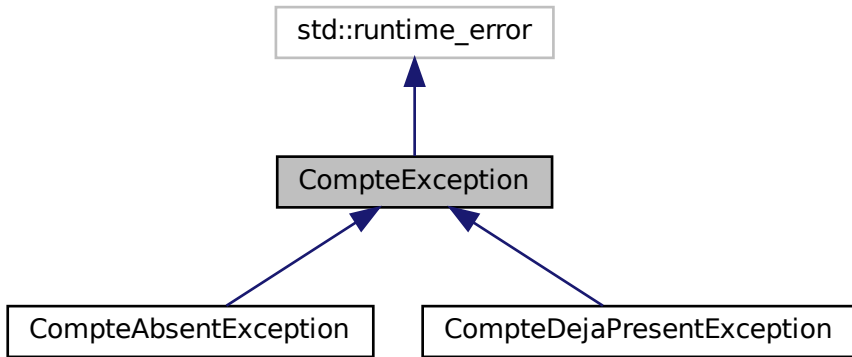 std::runtime_error
CompteException
CompteAbsentException
CompteDejaPresentException